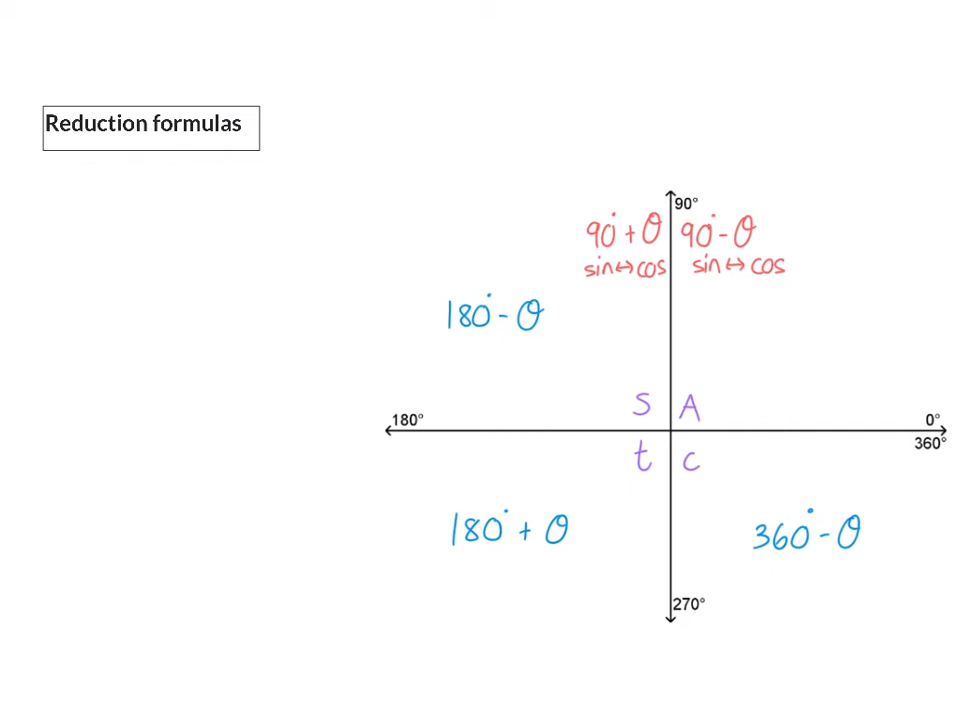 Reduction formulas
90°
90° + θ
90° - θ
sin↔cos
sin↔cos
180° - θ
S
A
180°
0°
t
c
360°
180° + θ
360° - θ
270°